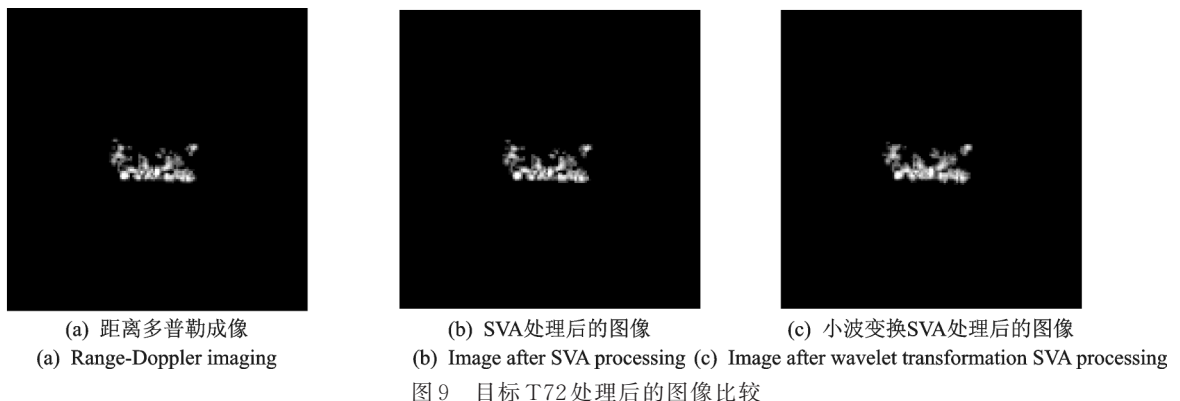 (a) 距离多普勒成像
(a) Range-Doppler imaging
(b) SVA处理后的图像
(b) Image after SVA processing
(c) 小波变换SVA处理后的图像
(c) Image after wavelet transformation SVA processing
图9 目标T72处理后的图像比较